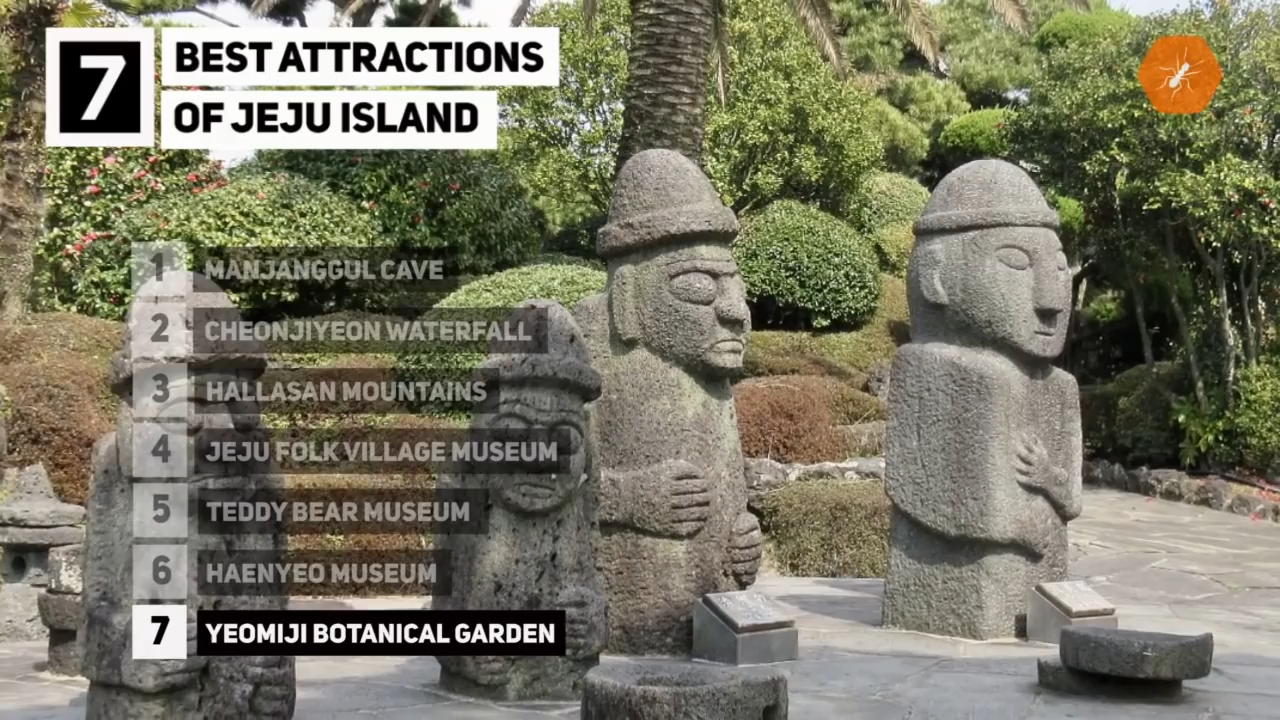 7
BEST ATTRACTIONS
OF JEJU ISLAND
1 MANJANGGUL CAVE
2 CHEONJIYEON WATERFALL
3 HALLASAN MOUNTAINS
4 JEJU FOLK VILLAGE MUSEUM
5 TEDDY BEAR MUSEUM
6 HAENYEO MUSEUM
7 YEOMIJI BOTANICAL GARDEN